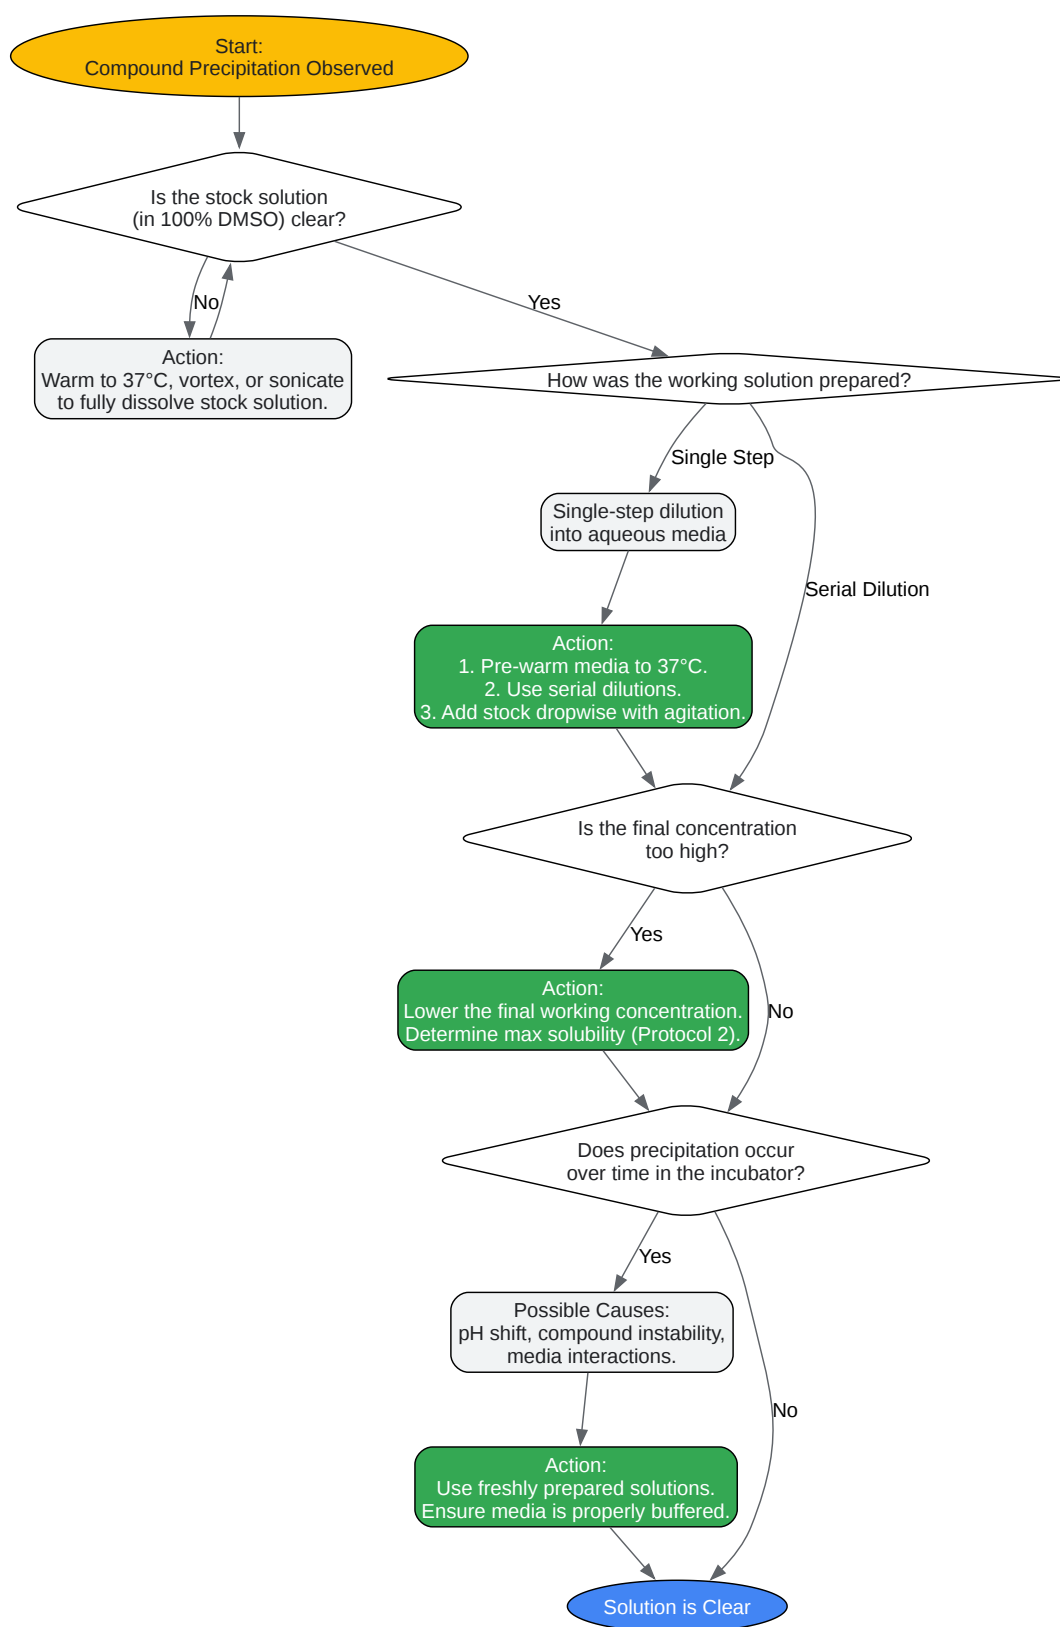 Start:
Compound Precipitation Observed
Is the stock solution
(in 100% DMSO) clear?
No
Yes
Action:
Warm to 37°C, vortex, or sonicate
to fully dissolve stock solution.
How was the working solution prepared?
Single Step
Single-step dilution
into aqueous media
Serial Dilution
Action:
1. Pre-warm media to 37°C.
2. Use serial dilutions.
3. Add stock dropwise with agitation.
Is the final concentration
too high?
Yes
Action:
Lower the final working concentration.
Determine max solubility (Protocol 2).
No
Does precipitation occur
over time in the incubator?
Yes
Possible Causes:
pH shift, compound instability,
media interactions.
No
Action:
Use freshly prepared solutions.
Ensure media is properly buffered.
Solution is Clear